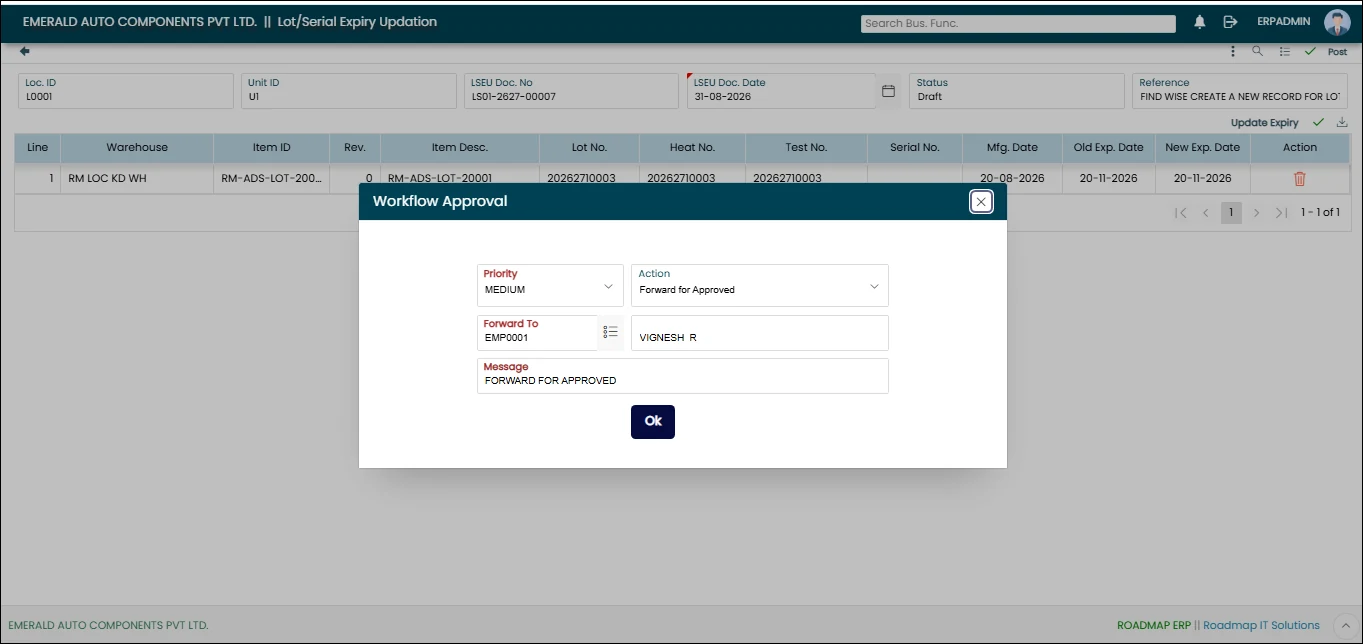 EMERALD AUTO COMPONENTS PVT LTD. || Lot/Serial Expiry Updation
Search Bus. Func.
ERPADMIN
Post
Loc. ID
L0001
Unit ID
U1
LSEU Doc. No
LS01-2627-00007
LSEU Doc. Date
31-08-2026
Status
Draft
Reference
FIND WISE CREATE A NEW RECORD FOR LO
Update Expiry
Line Warehouse Item ID Rev. Item Desc. Lot No. Heat No. Test No. Serial No. Mfg. Date Old Exp. Date New Exp. Date Action
1 RM LOC KD WH RM-ADS-LOT-200... 0 RM-ADS-LOT-20001 20262710003 20262710003 20262710003 20-08-2026 20-11-2026 20-11-2026
1 1 - 1 of 1
Workflow Approval
Priority
MEDIUM
Action
Forward for Approved
Forward To
EMP0001
VIGNESH R
Message
FORWARD FOR APPROVED
Ok
EMERALD AUTO COMPONENTS PVT LTD.
ROADMAP ERP || Roadmap IT Solutions